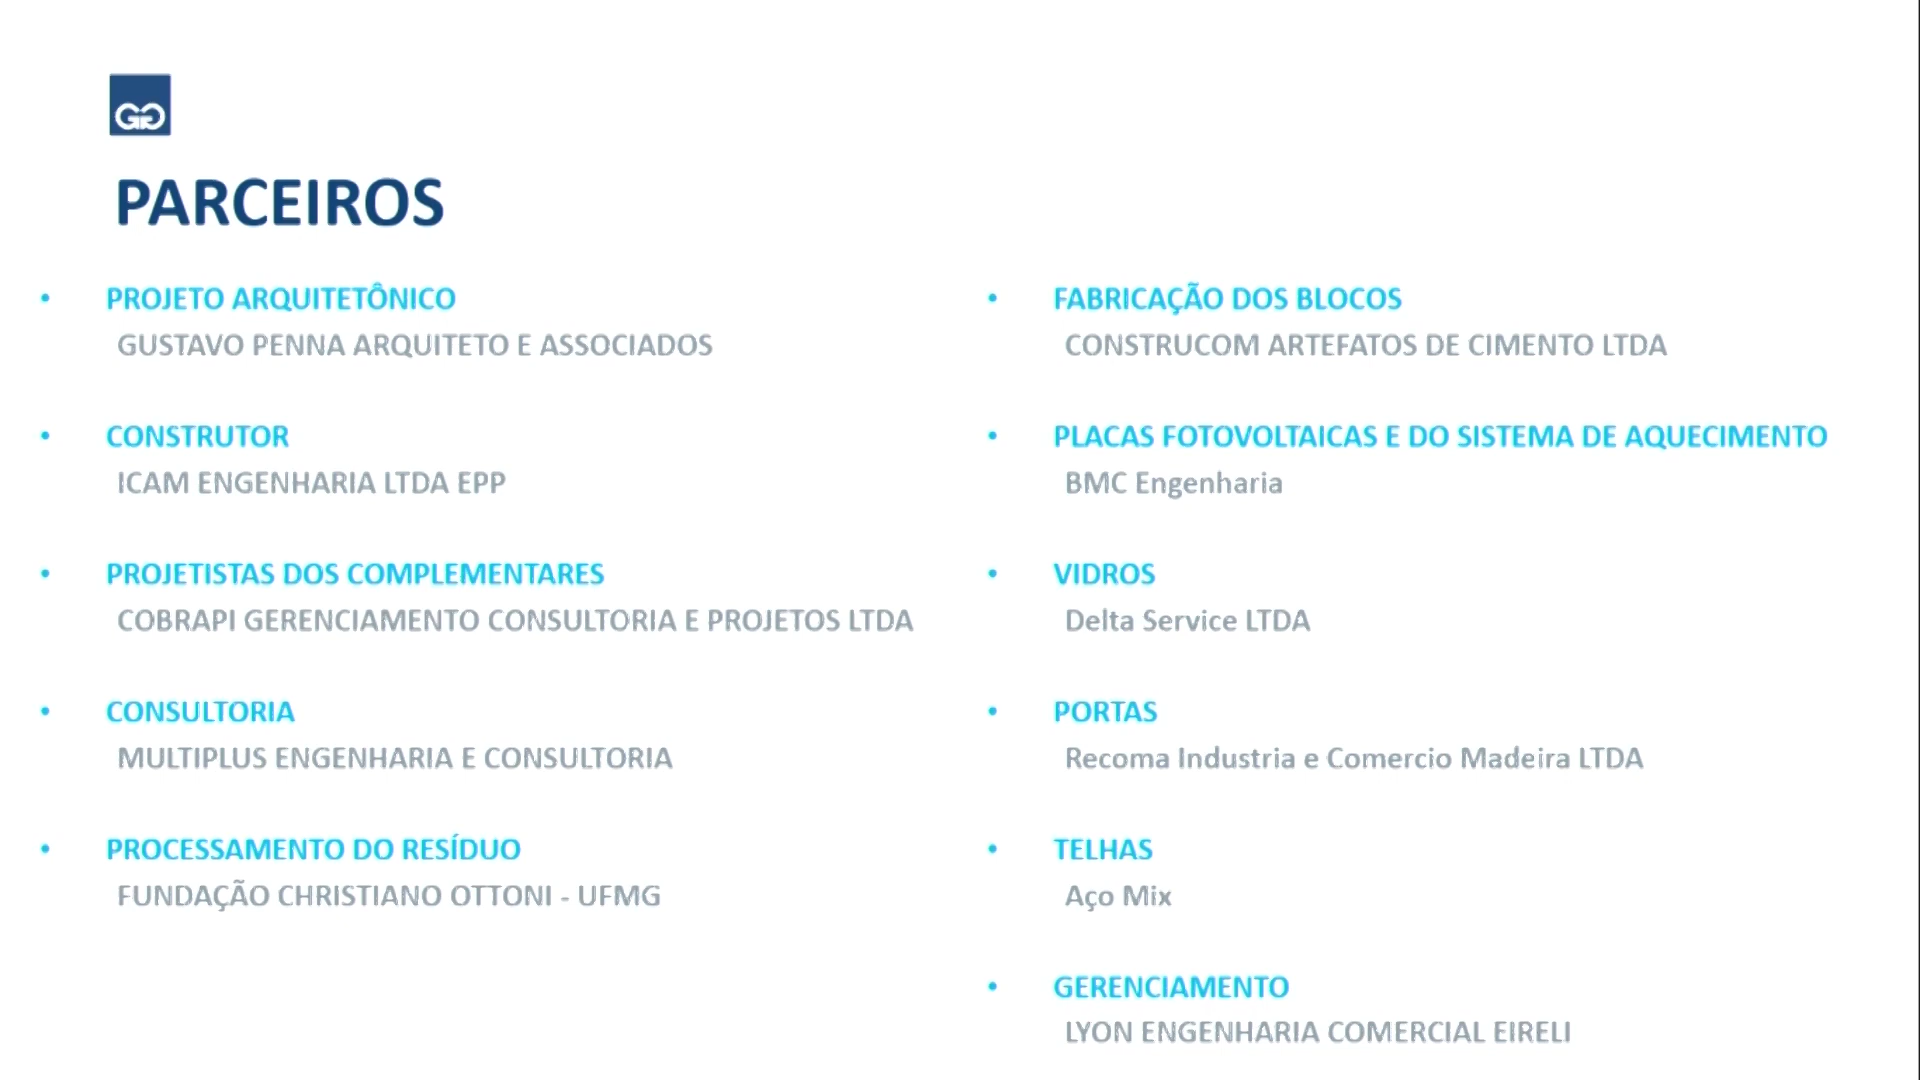 PARCEIROS
• PROJETO ARQUITETÔNICO
GUSTAVO PENNA ARQUITETO E ASSOCIADOS
• CONSTRUTOR
ICAM ENGENHARIA LTDA EPP
• PROJETISTAS DOS COMPLEMENTARES
COBRAPI GERENCIAMENTO CONSULTORIA E PROJETOS LTDA
• CONSULTORIA
MULTIPLUS ENGENHARIA E CONSULTORIA
• PROCESSAMENTO DO RESÍDUO
FUNDAÇÃO CHRISTIANO OTTONI - UFMG
• FABRICAÇÃO DOS BLOCOS
CONSTRUCOM ARTEFATOS DE CIMENTO LTDA
• PLACAS FOTOVOLTAICAS E DO SISTEMA DE AQUECIMENTO
BMC Engenharia
• VIDROS
Delta Service LTDA
• PORTAS
Recoma Industria e Comercio Madeira LTDA
• TELHAS
Aço Mix
• GERENCIAMENTO
LYON ENGENHARIA COMERCIAL EIRELI